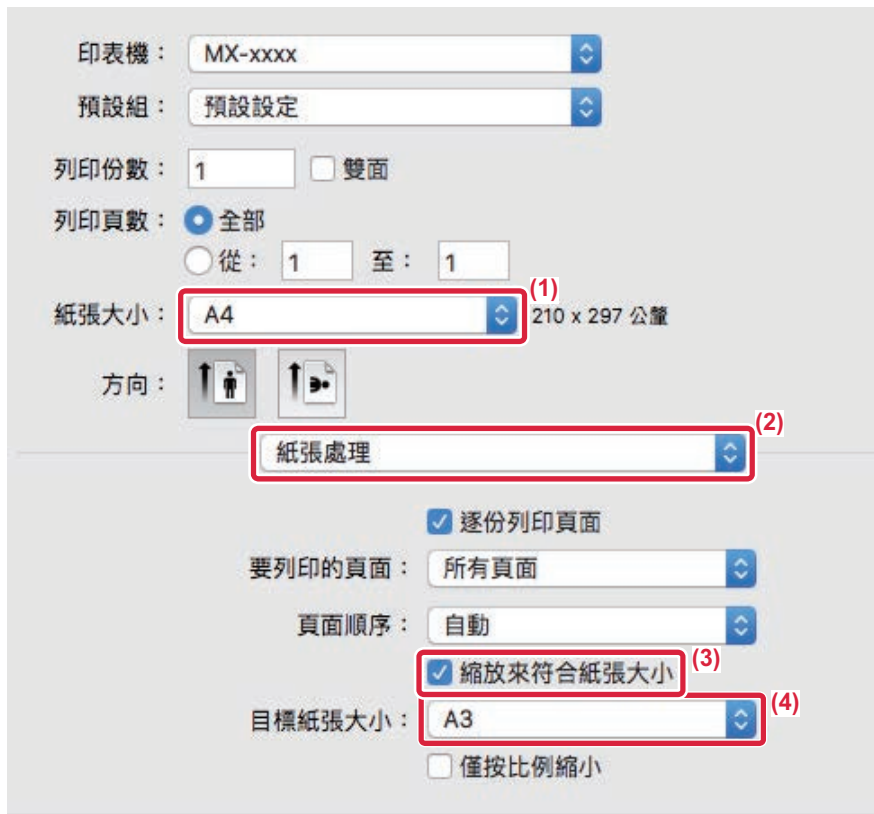 印表機： MX-xxxx
預設組： 預設設定
列印份數： 1 雙面
列印頁數： 全部
從： 1 至： 1
(1)
紙張大小： A4 210 x 297 公釐
方向：
(2)
紙張處理
逐份列印頁面
要列印的頁面： 所有頁面
頁面順序： 自動
縮放來符合紙張大小 (3)
(4)
目標紙張大小： A3
僅按比例縮小